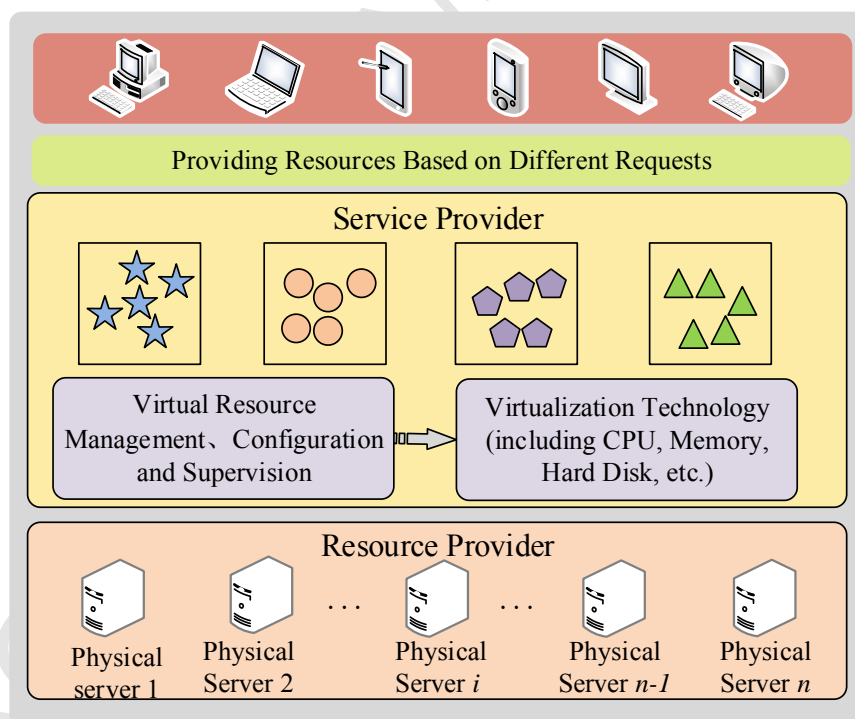 Providing Resources Based on Different Requests
Service Provider
Virtual Resource
Management、Configuration
and Supervision
Virtualization Technology
(including CPU, Memory,
Hard Disk, etc.)
Resource Provider
. . .
. . .
Physical
server 1
Physical
Server 2
Physical
Server i
Physical
Server n-1
Physical
Server n